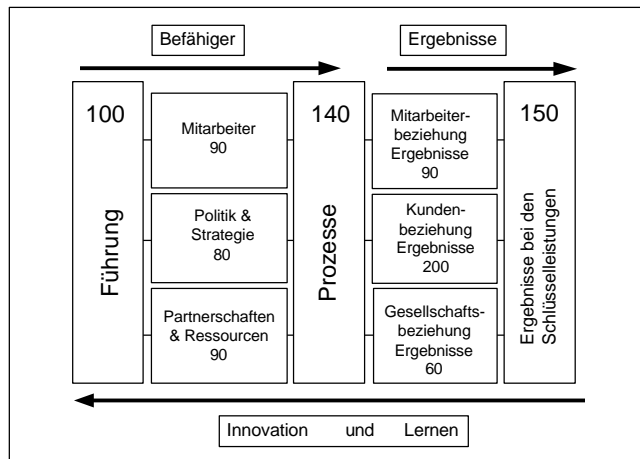 Befähiger
Ergebnisse
100
Führung
Mitarbeiter
90
Politik &
Strategie
80
Partnerschaften
& Ressourcen
90
140
Prozesse
Mitarbeiter-
beziehung
Ergebnisse
90
Kunden-
beziehung
Ergebnisse
200
Gesellschafts-
beziehung
Ergebnisse
60
150
Ergebnisse bei den
Schlüsselleistungen
Innovation und Lernen